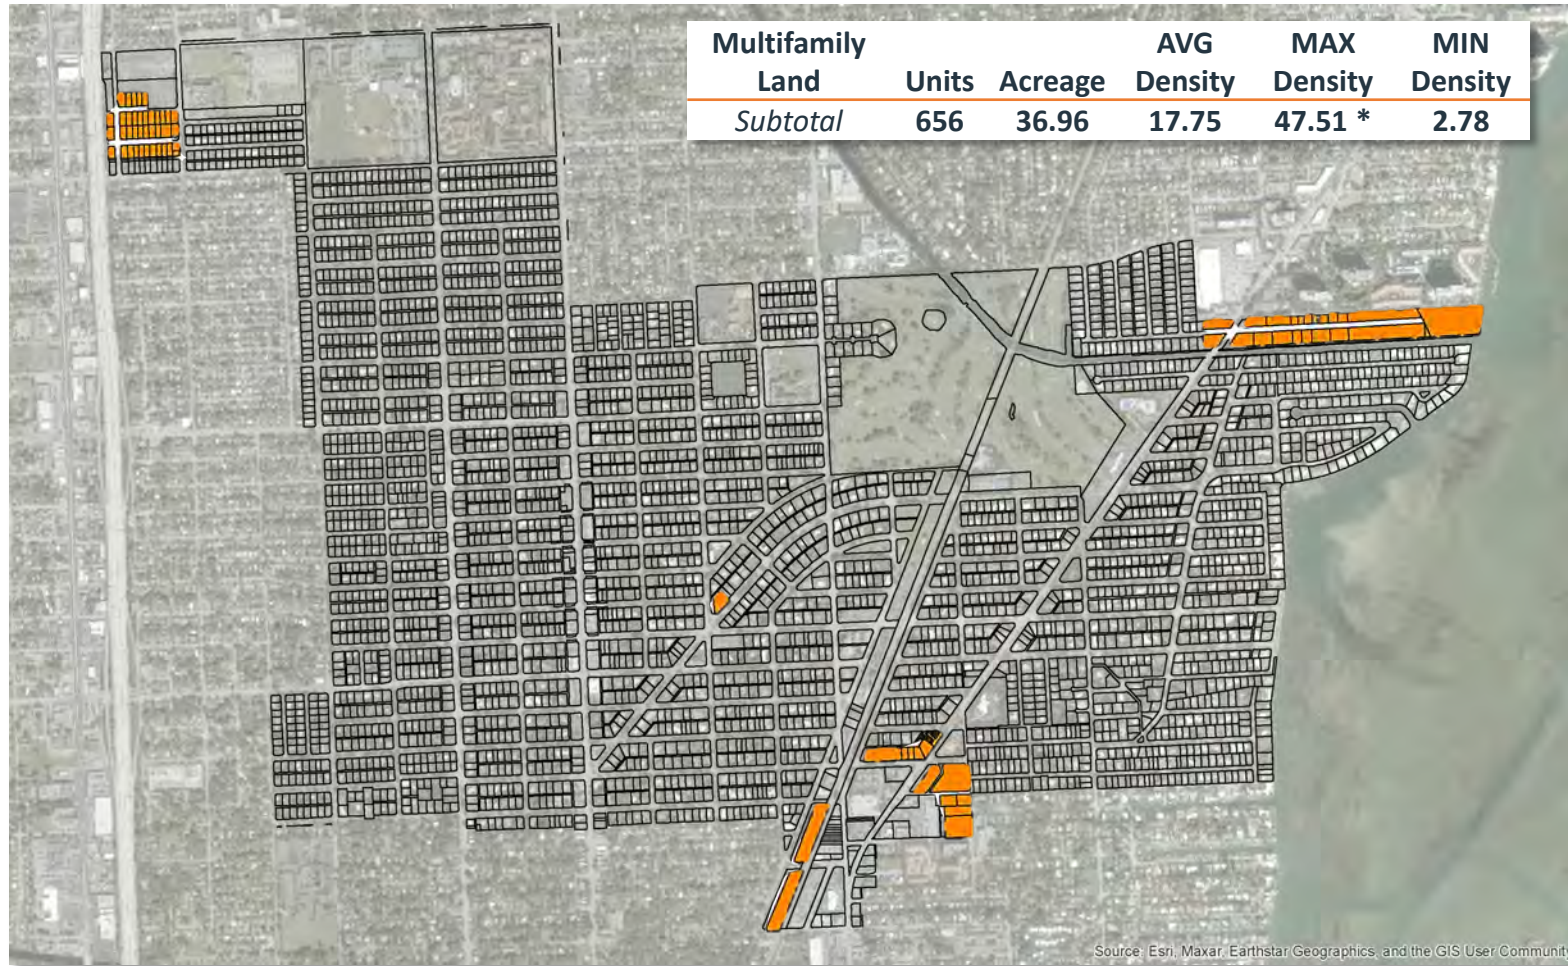 Multifamily Land Units Acreage AVG Density MAX Density MIN Density
Subtotal 656 36.96 17.75 47.51 * 2.78
Source: Esri, Maxar, Earthstar Geographics, and the GIS User Communit